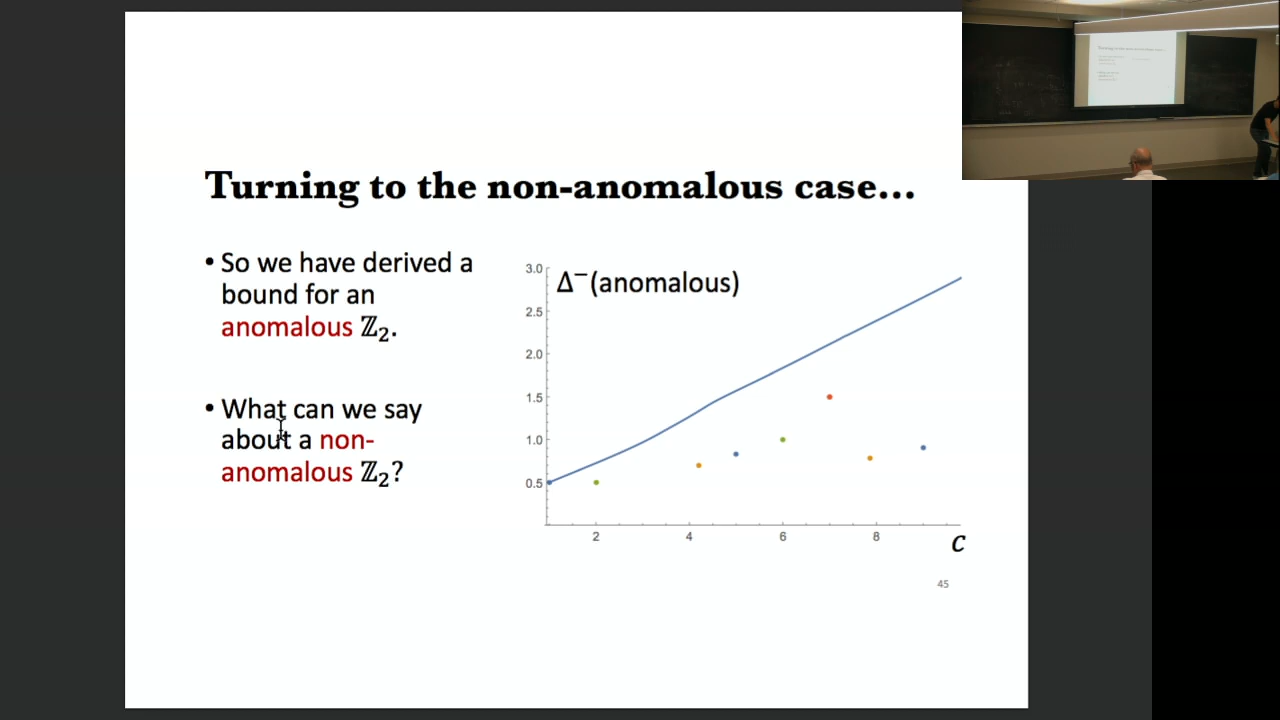 Turning to the non-anomalous case…
• So we have derived a
bound for an
anomalous ℤ₂.
• What can we say
about a non-
anomalous ℤ₂?
Δ⁻(anomalous)
3.0
2.5
2.0
1.5
1.0
0.5
2 4 6 8
c
45